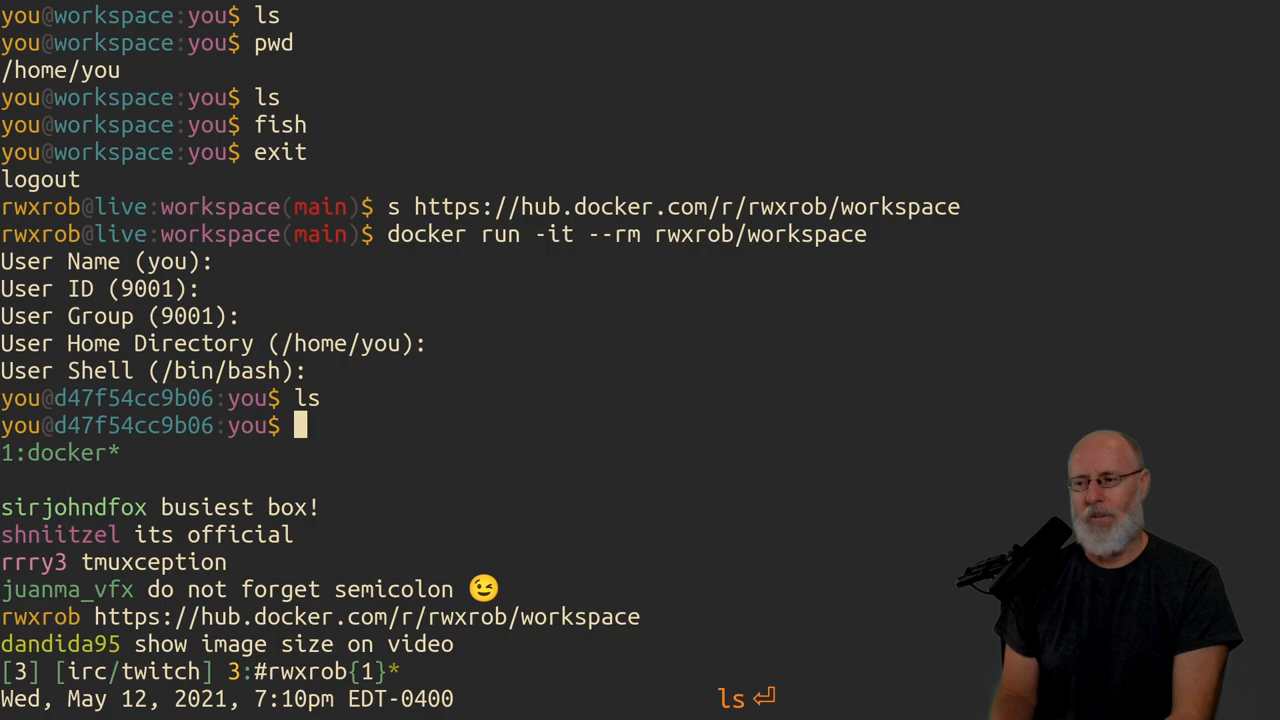 you@workspace:you$ ls
you@workspace:you$ pwd
/home/you
you@workspace:you$ ls
you@workspace:you$ fish
you@workspace:you$ exit
logout
rwxrob@live:workspace(main)$ s https://hub.docker.com/r/rwxrob/workspace
rwxrob@live:workspace(main)$ docker run -it --rm rwxrob/workspace
User Name (you):
User ID (9001):
User Group (9001):
User Home Directory (/home/you):
User Shell (/bin/bash):
you@d47f54cc9b06:you$ ls
you@d47f54cc9b06:you$
1:docker*
sirjohndfox busiest box!
shniitzel its official
rrry3 tmuxception
juanma_vfx do not forget semicolon 😉
rwxrob https://hub.docker.com/r/rwxrob/workspace
dandida95 show image size on video
[3] [irc/twitch] 3:#rwxrob{1}*
Wed, May 12, 2021, 7:10pm EDT-0400
ls ⏎